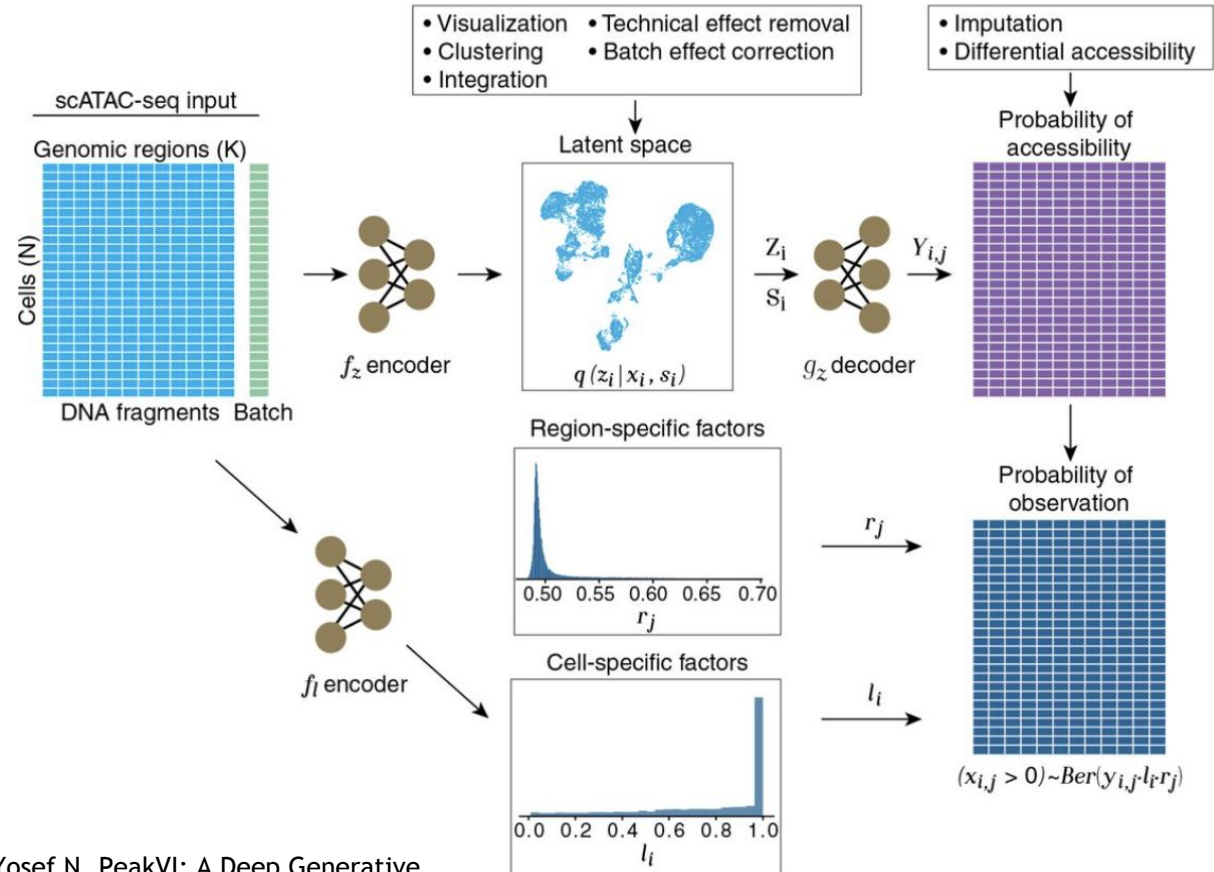 • Visualization • Technical effect removal
• Clustering • Batch effect correction
• Integration
• Imputation
• Differential accessibility
scATAC-seq input
Genomic regions (K)
Cells (N)
DNA fragments Batch
f_z encoder
Latent space
q (z_i | x_i, s_i)
Z_i
S_i
g_z decoder
Y_i,j
Probability of
accessibility
Region-specific factors
0.50 0.55 0.60 0.65 0.70
r_j
r_j
Probability of
observation
f_l encoder
Cell-specific factors
0.0 0.2 0.4 0.6 0.8 1.0
l_i
l_i
(x_i,j > 0)~Ber(y_i,j·l_i·r_j)
Yosef N. PeakVI: A Deep Generative